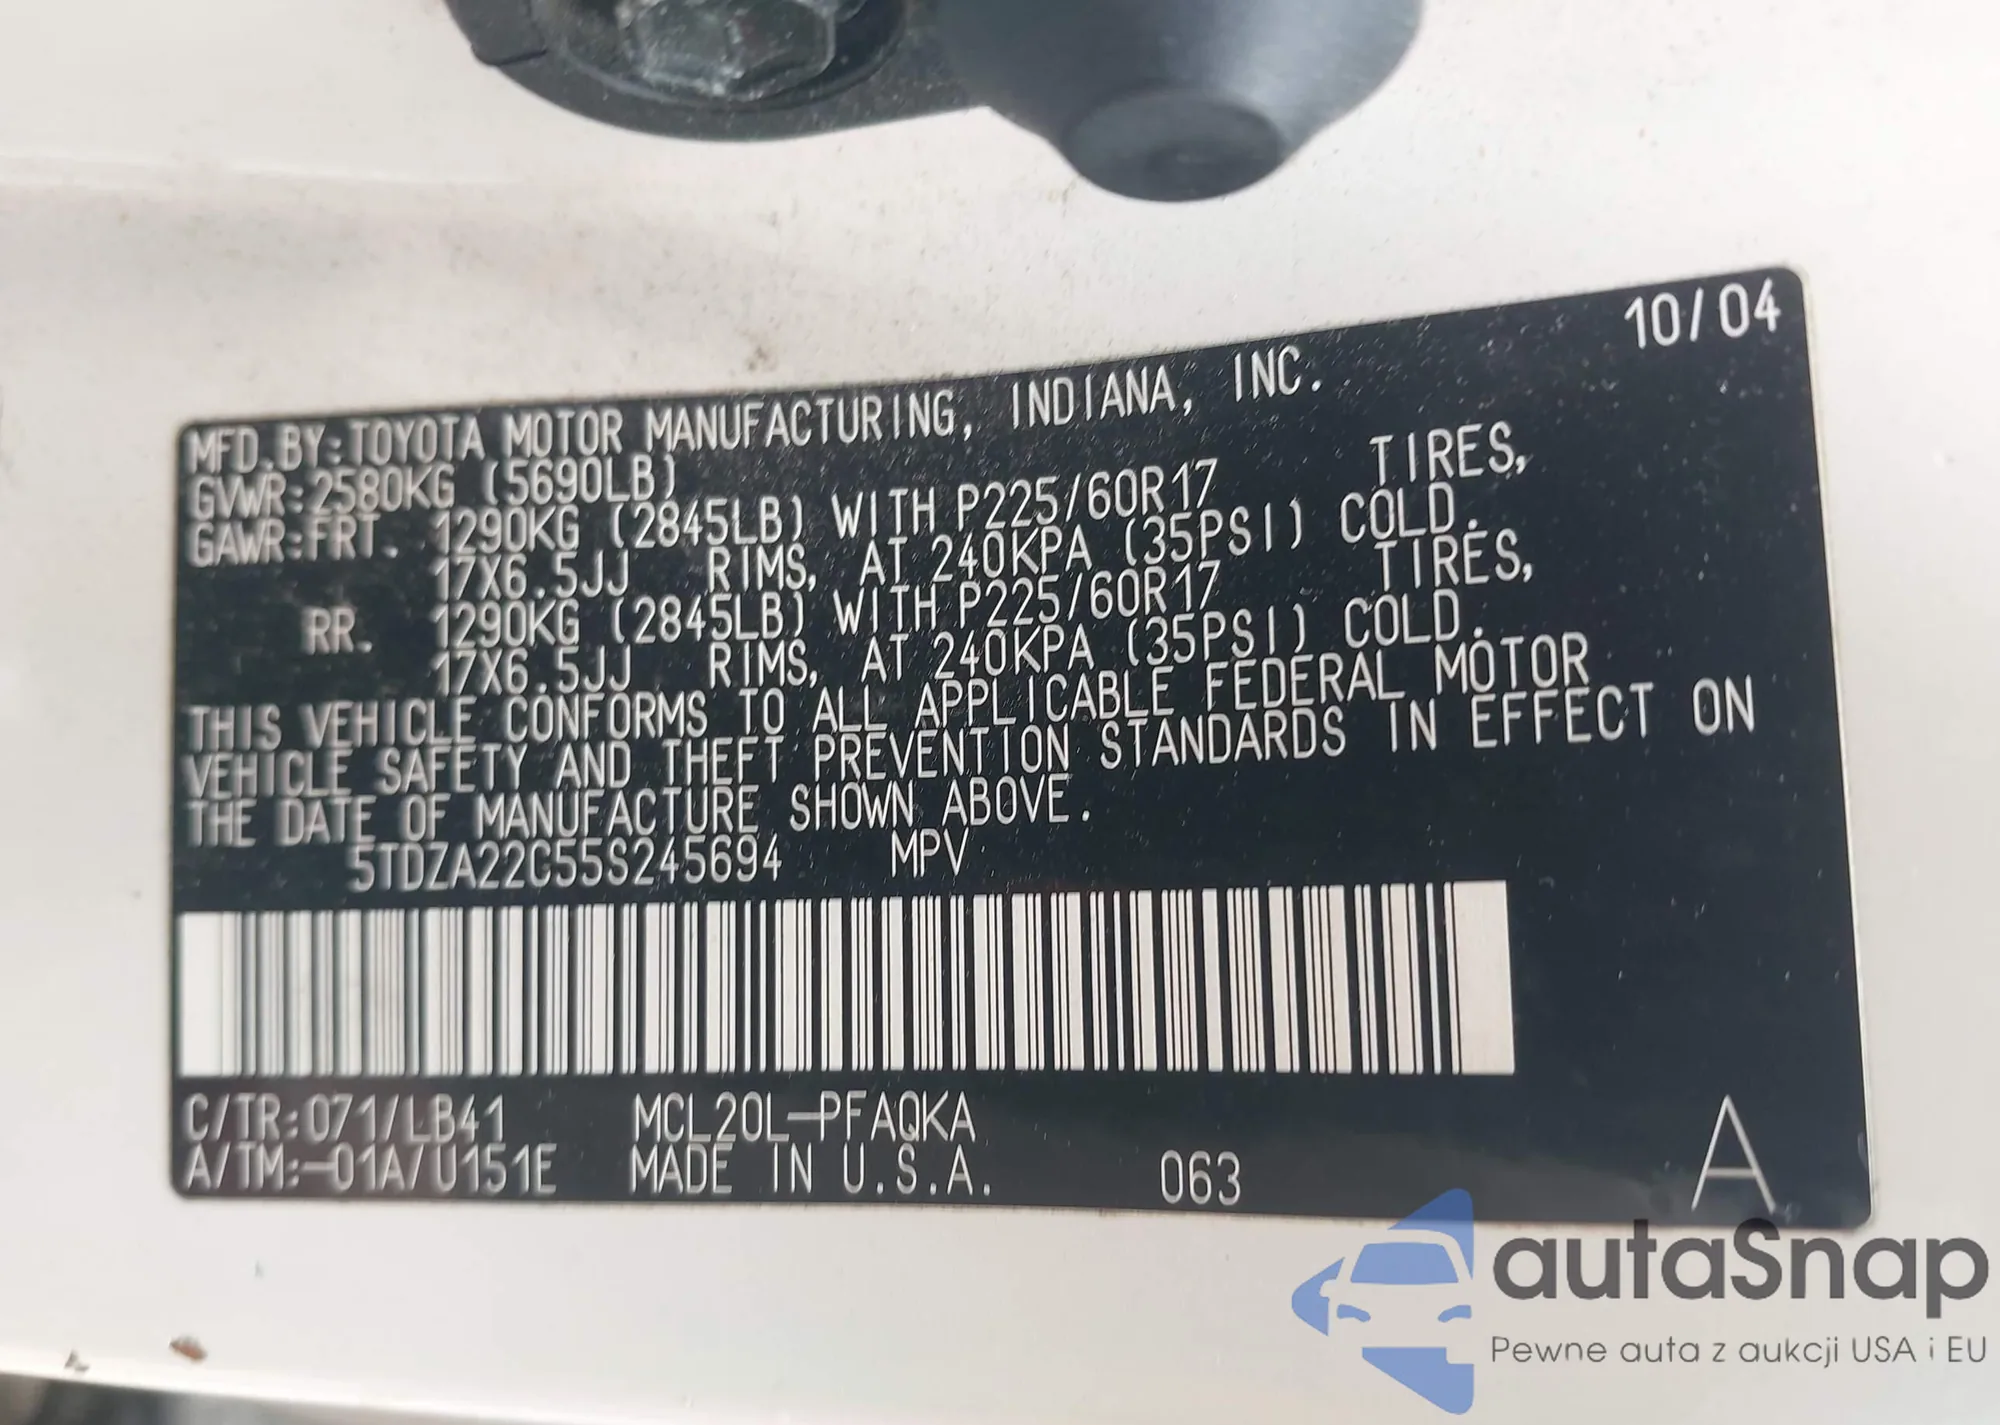 10/04
MFD.BY:TOYOTA MOTOR MANUFACTURING, INDIANA, INC.
GVWR:2580KG (5690LB)
GAWR:FRT. 1290KG (2845LB) WITH P225/60R17 TIRES,
17X6.5JJ RIMS, AT 240KPA (35PSI) COLD.
RR. 1290KG (2845LB) WITH P225/60R17 TIRES,
17X6.5JJ RIMS, AT 240KPA (35PSI) COLD.
THIS VEHICLE CONFORMS TO ALL APPLICABLE FEDERAL MOTOR
VEHICLE SAFETY AND THEFT PREVENTION STANDARDS IN EFFECT ON
THE DATE OF MANUFACTURE SHOWN ABOVE.
5TDZA22C55S245694 MPV
C/TR:071/LB41 MCL20L-PFAQKA
A/TM:-01A/U151E MADE IN U.S.A. 063 A
autaSnap
Pewne auta z aukcji USA i EU